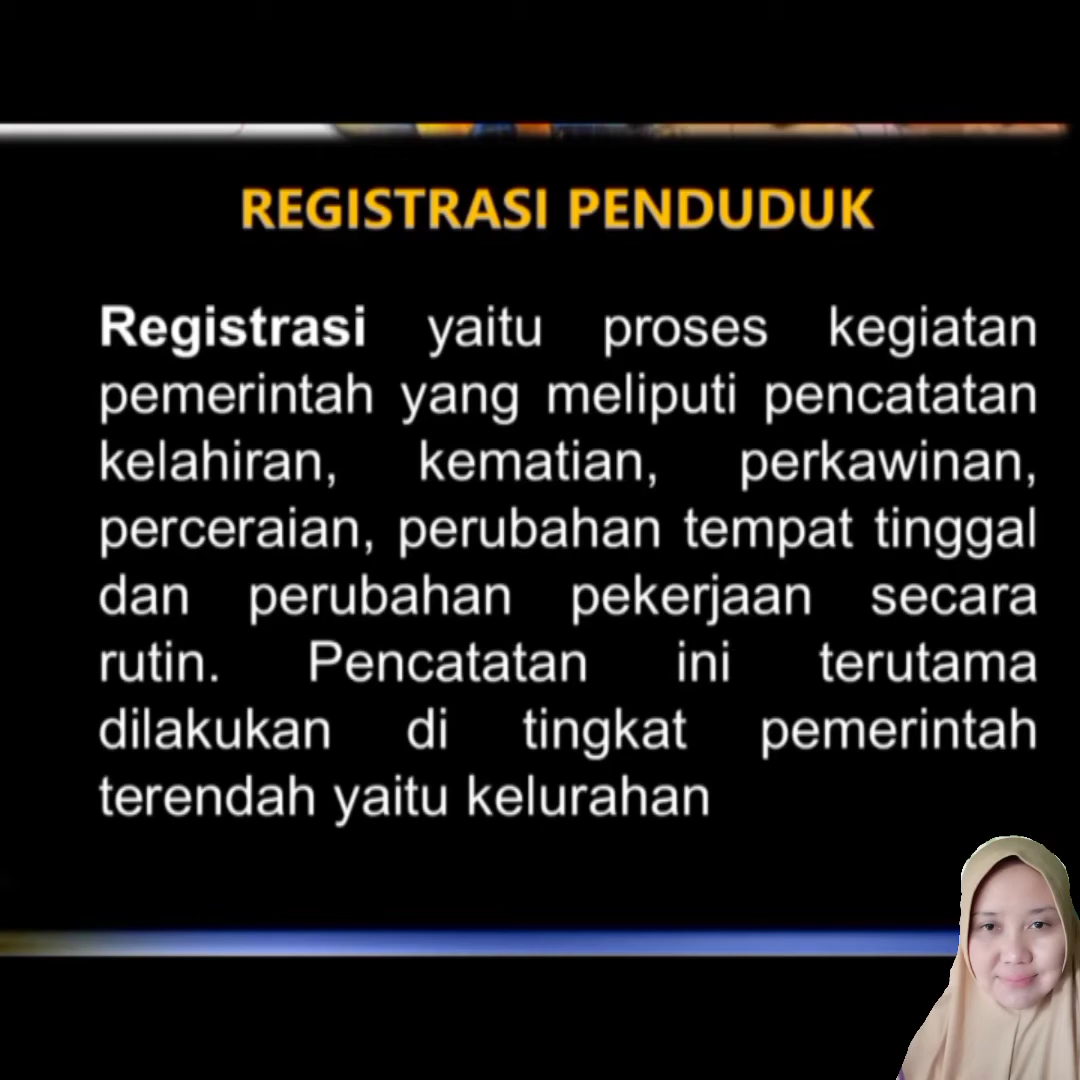 REGISTRASI PENDUDUK
Registrasi yaitu proses kegiatan
pemerintah yang meliputi pencatatan
kelahiran, kematian, perkawinan,
perceraian, perubahan tempat tinggal
dan perubahan pekerjaan secara
rutin. Pencatatan ini terutama
dilakukan di tingkat pemerintah
terendah yaitu kelurahan